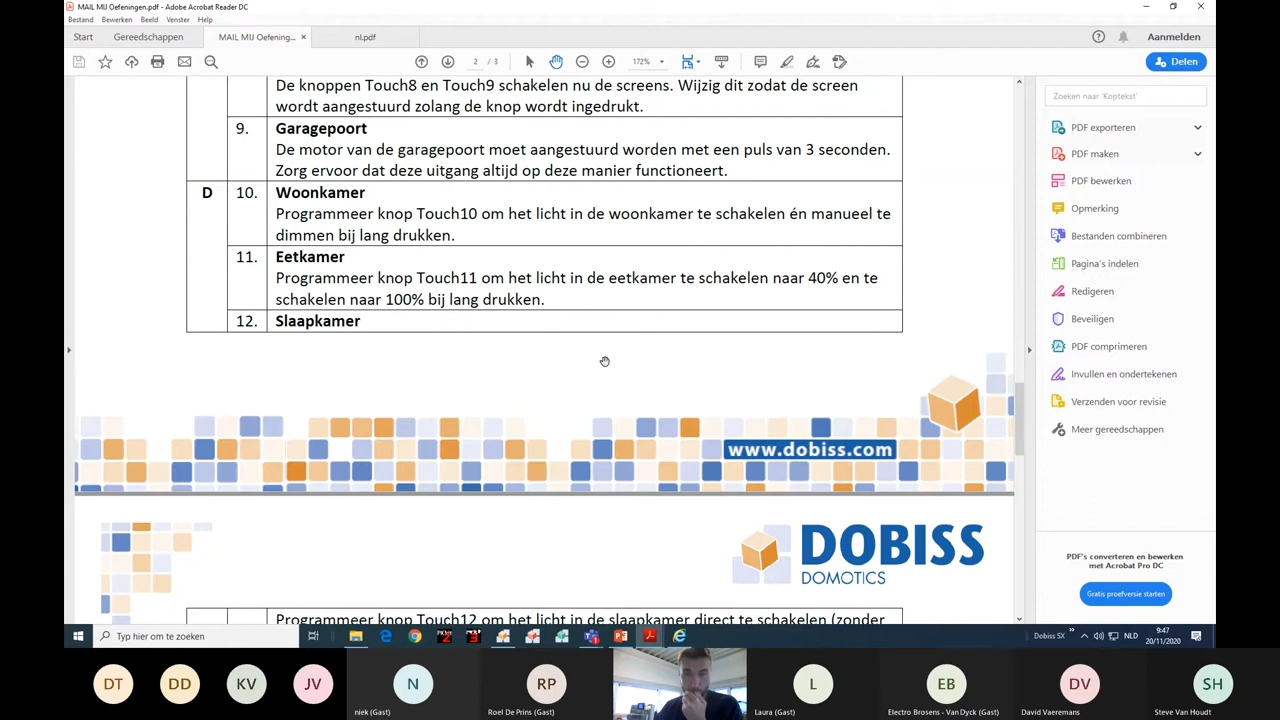 MAIL MIJ Oefeningen.pdf - Adobe Acrobat Reader DC
Bestand Bewerken Beeld Venster Help
Start Gereedschappen MAIL MIJ Oefening... × nl.pdf Aanmelden
2 / 3 172% Delen
De knoppen Touch8 en Touch9 schakelen nu de screens. Wijzig dit zodat de screen
wordt aangestuurd zolang de knop wordt ingedrukt.
9. Garagepoort
De motor van de garagepoort moet aangestuurd worden met een puls van 3 seconden.
Zorg ervoor dat deze uitgang altijd op deze manier functioneert.
D 10. Woonkamer
Programmeer knop Touch10 om het licht in de woonkamer te schakelen én manueel te
dimmen bij lang drukken.
11. Eetkamer
Programmeer knop Touch11 om het licht in de eetkamer te schakelen naar 40% en te
schakelen naar 100% bij lang drukken.
12. Slaapkamer
www.dobiss.com
DOBISS
DOMOTICS
Programmeer knop Touch12 om het licht in de slaapkamer direct te schakelen (zonder
Zoeken naar 'Koptekst'
PDF exporteren
PDF maken
PDF bewerken
Opmerking
Bestanden combineren
Pagina's indelen
Redigeren
Beveiligen
PDF comprimeren
Invullen en ondertekenen
Verzenden voor revisie
Meer gereedschappen
PDF's converteren en bewerken
met Acrobat Pro DC
Gratis proefversie starten
Typ hier om te zoeken
Dobiss SX » NLD 9:47
20/11/2020
DT DD KV JV N RP L EB DV SH
niek (Gast) Roel De Prins (Gast) Laura (Gast) Electro Brosens - Van Dyck (Gast) David Vaeremans Steve Van Houdt